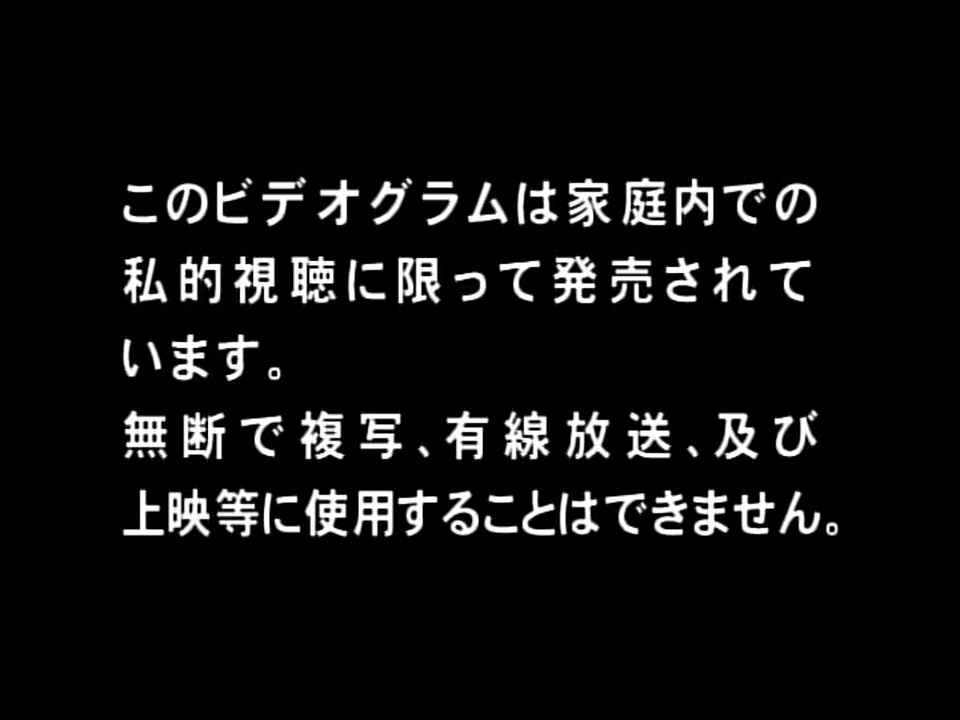 このビデオグラムは家庭内での
私的視聴に限って発売されて
います。
無断で複写、有線放送、及び
上映等に使用することはできません。